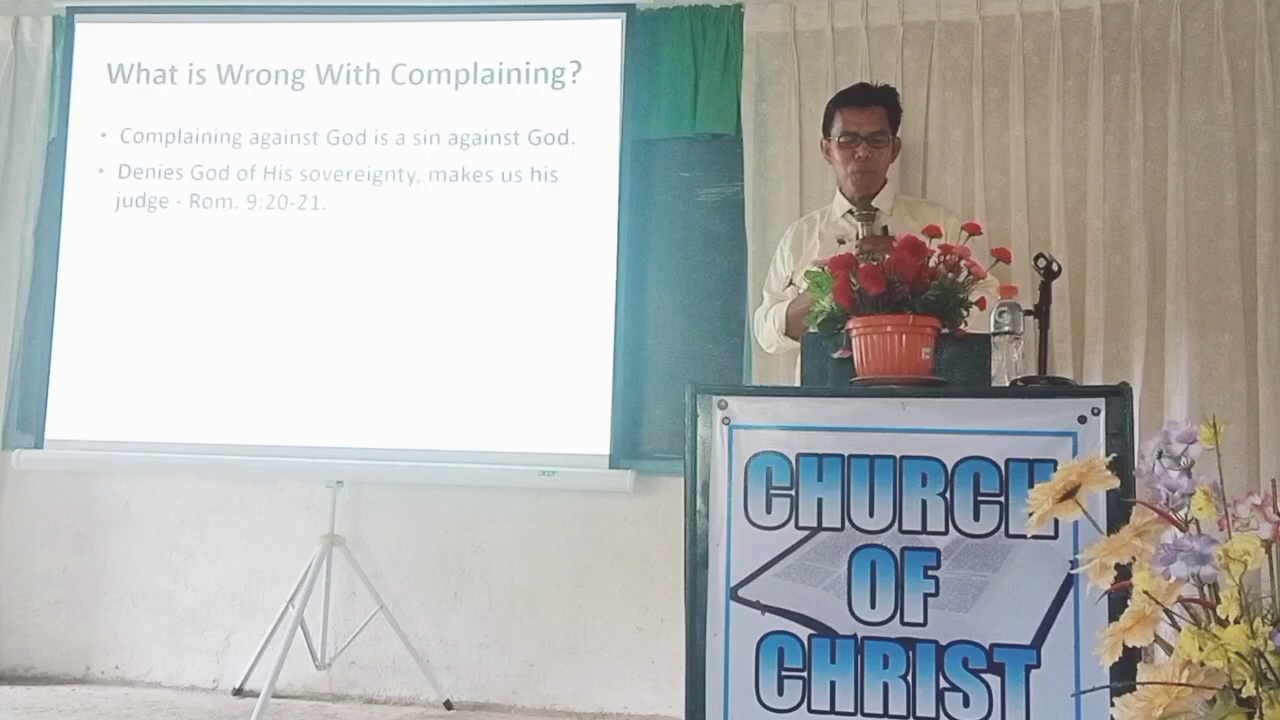 What is Wrong With Complaining?
• Complaining against God is a sin against God.
• Denies God of His sovereignty, makes us his
judge - Rom. 9:20-21.
CHURCH
OF
CHRIST